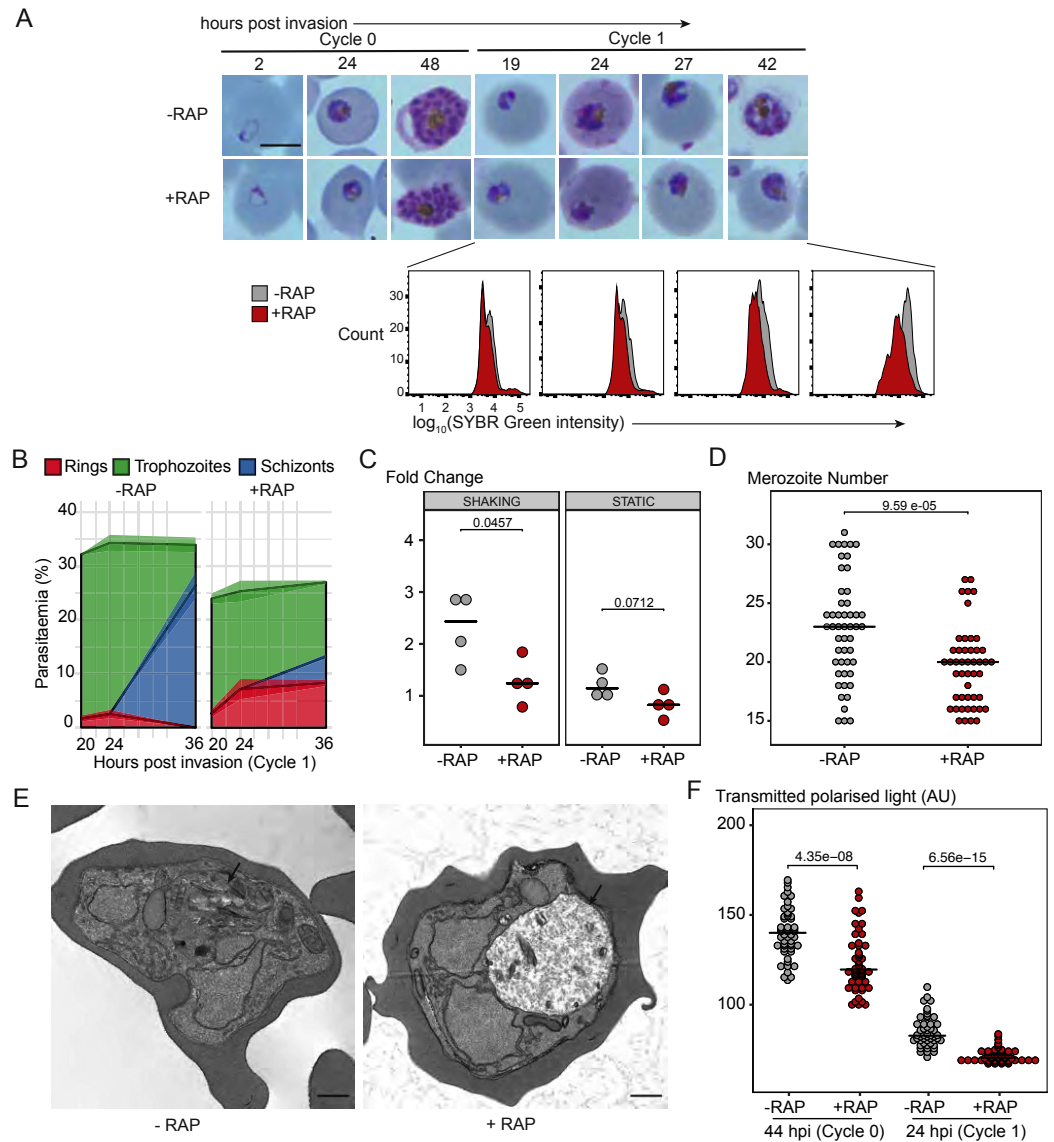 A
hours post invasion
Cycle 0 Cycle 1
2 24 48 19 24 27 42
-RAP
+RAP
-RAP
+RAP
Count
30
20
10
0
1 2 3 4 5
log10(SYBR Green intensity)
B
Rings Trophozoites Schizonts
-RAP +RAP
Parasitaemia (%)
40
30
20
10
0
20 24 36 20 24 36
Hours post invasion (Cycle 1)
C
Fold Change
SHAKING STATIC
0.0457
0.0712
4
3
2
1
-RAP +RAP -RAP +RAP
D
Merozoite Number
9.59 e-05
30
25
20
15
-RAP +RAP
E
- RAP + RAP
F
Transmitted polarised light (AU)
200
150
100
4.35e−08 6.56e−15
-RAP +RAP -RAP +RAP
44 hpi (Cycle 0) 24 hpi (Cycle 1)